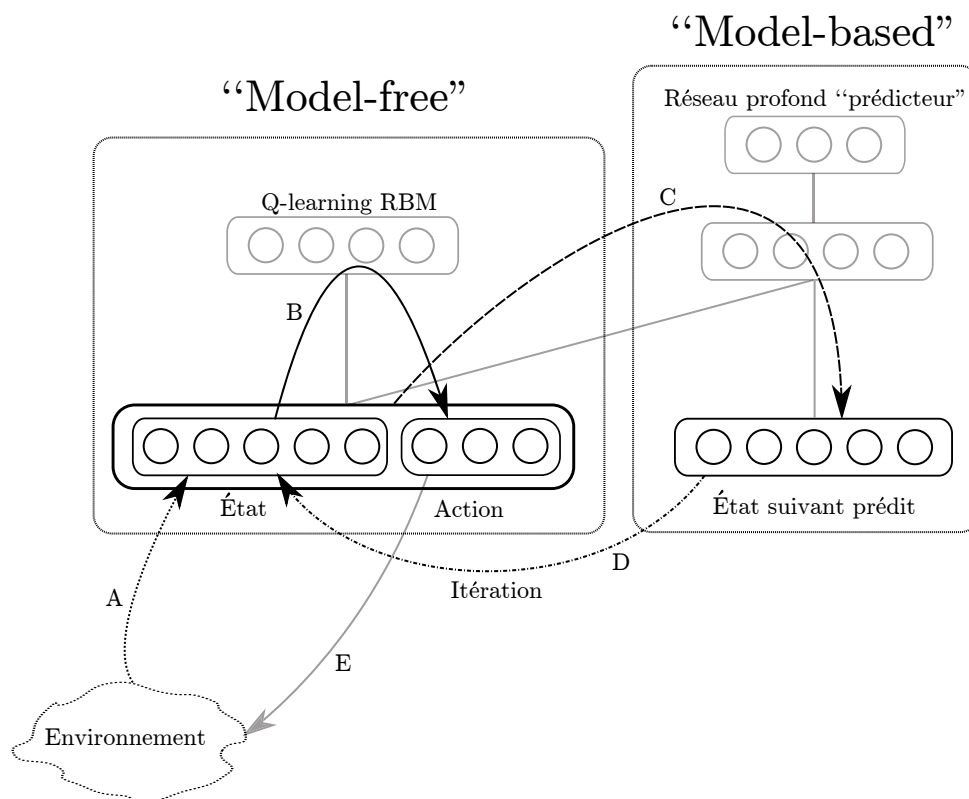 “Model-based”
“Model-free”
Réseau profond “prédicteur”
Q-learning RBM
C
B
État
Action
État suivant prédit
D
Itération
A
E
Environnement